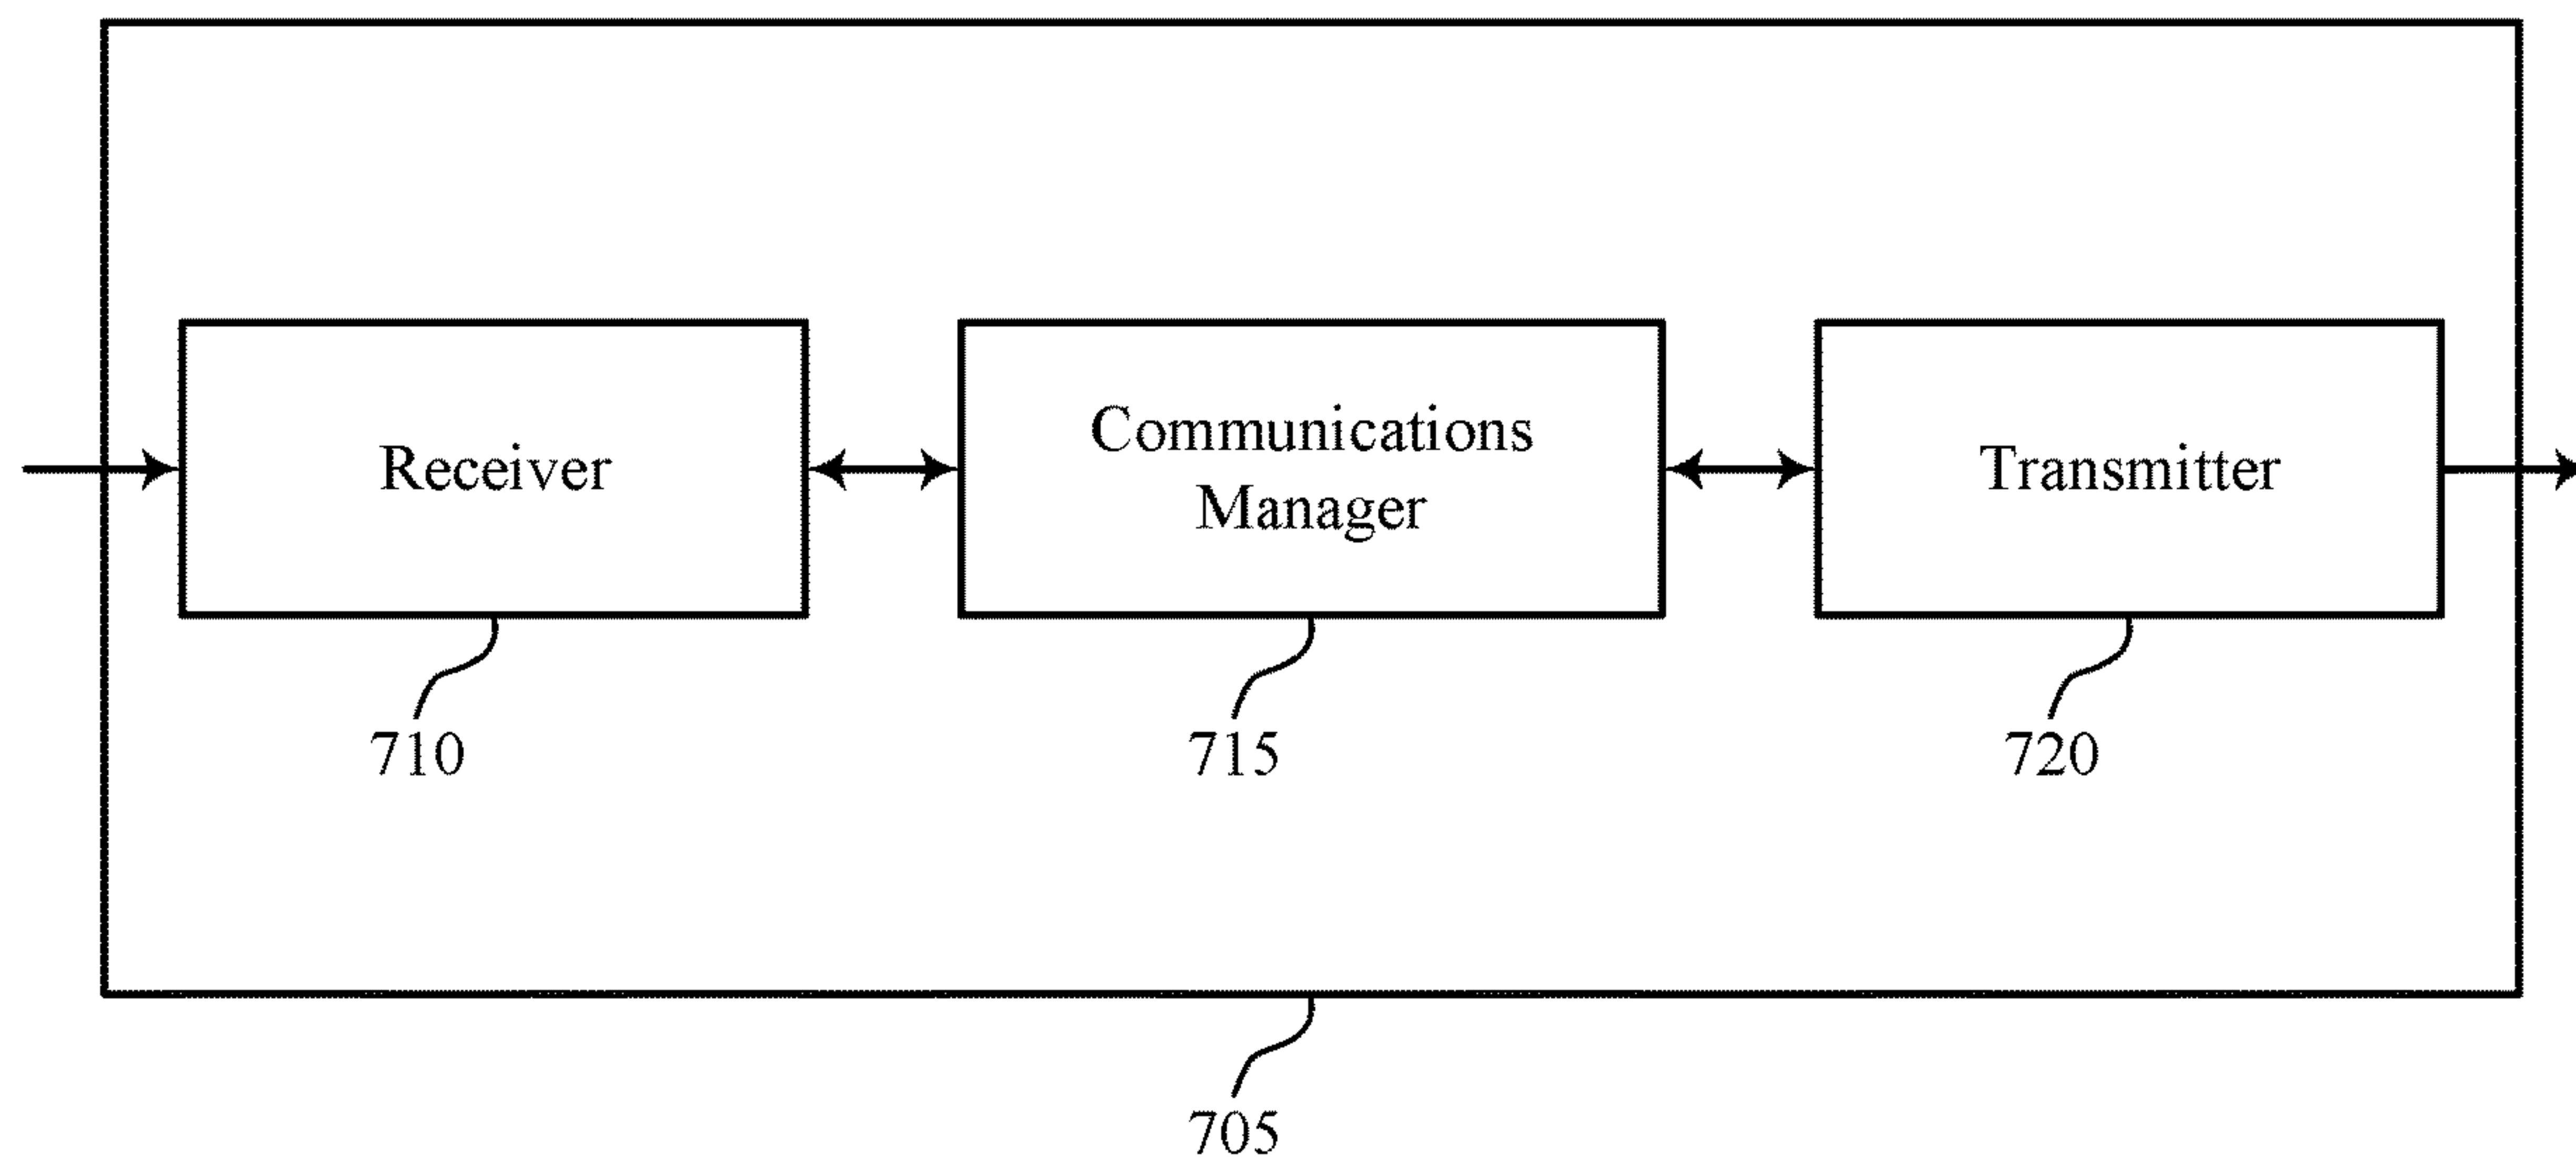 Receiver
Communications
Manager
Transmitter
710
715
720
705